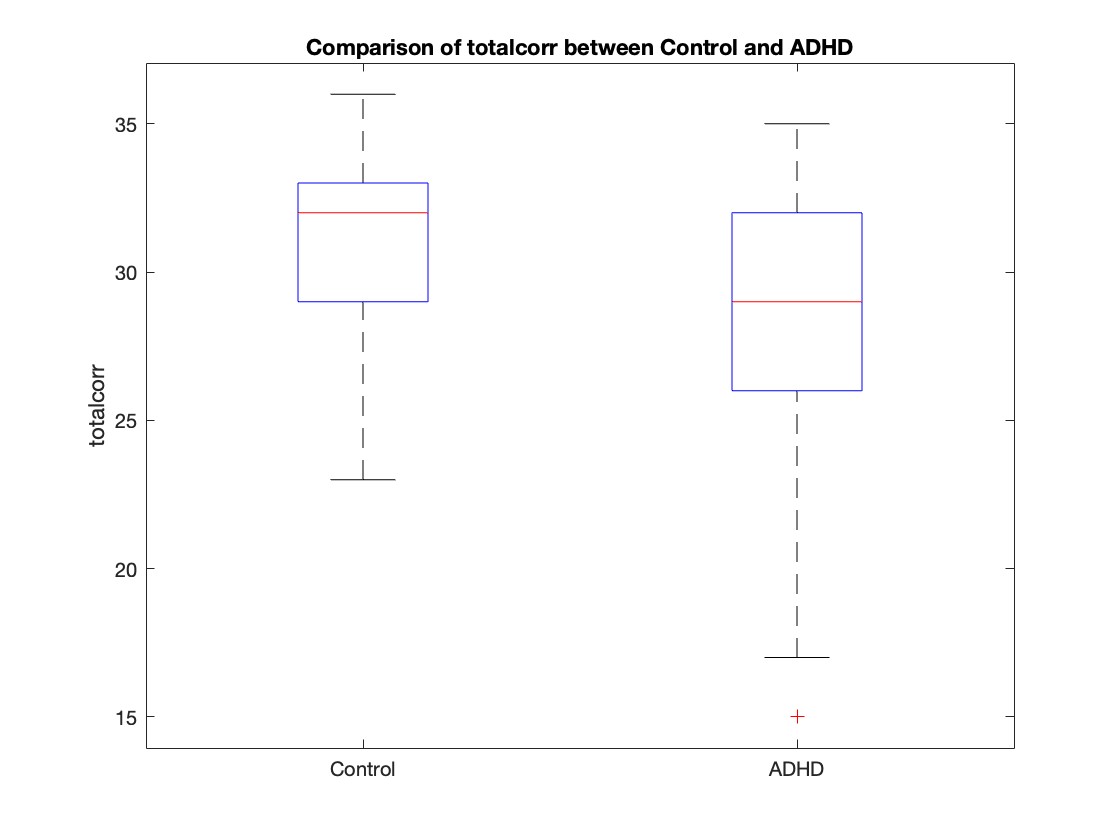 Comparison of totalcorr between Control and ADHD
totalcorr
35
30
25
20
15
Control
ADHD